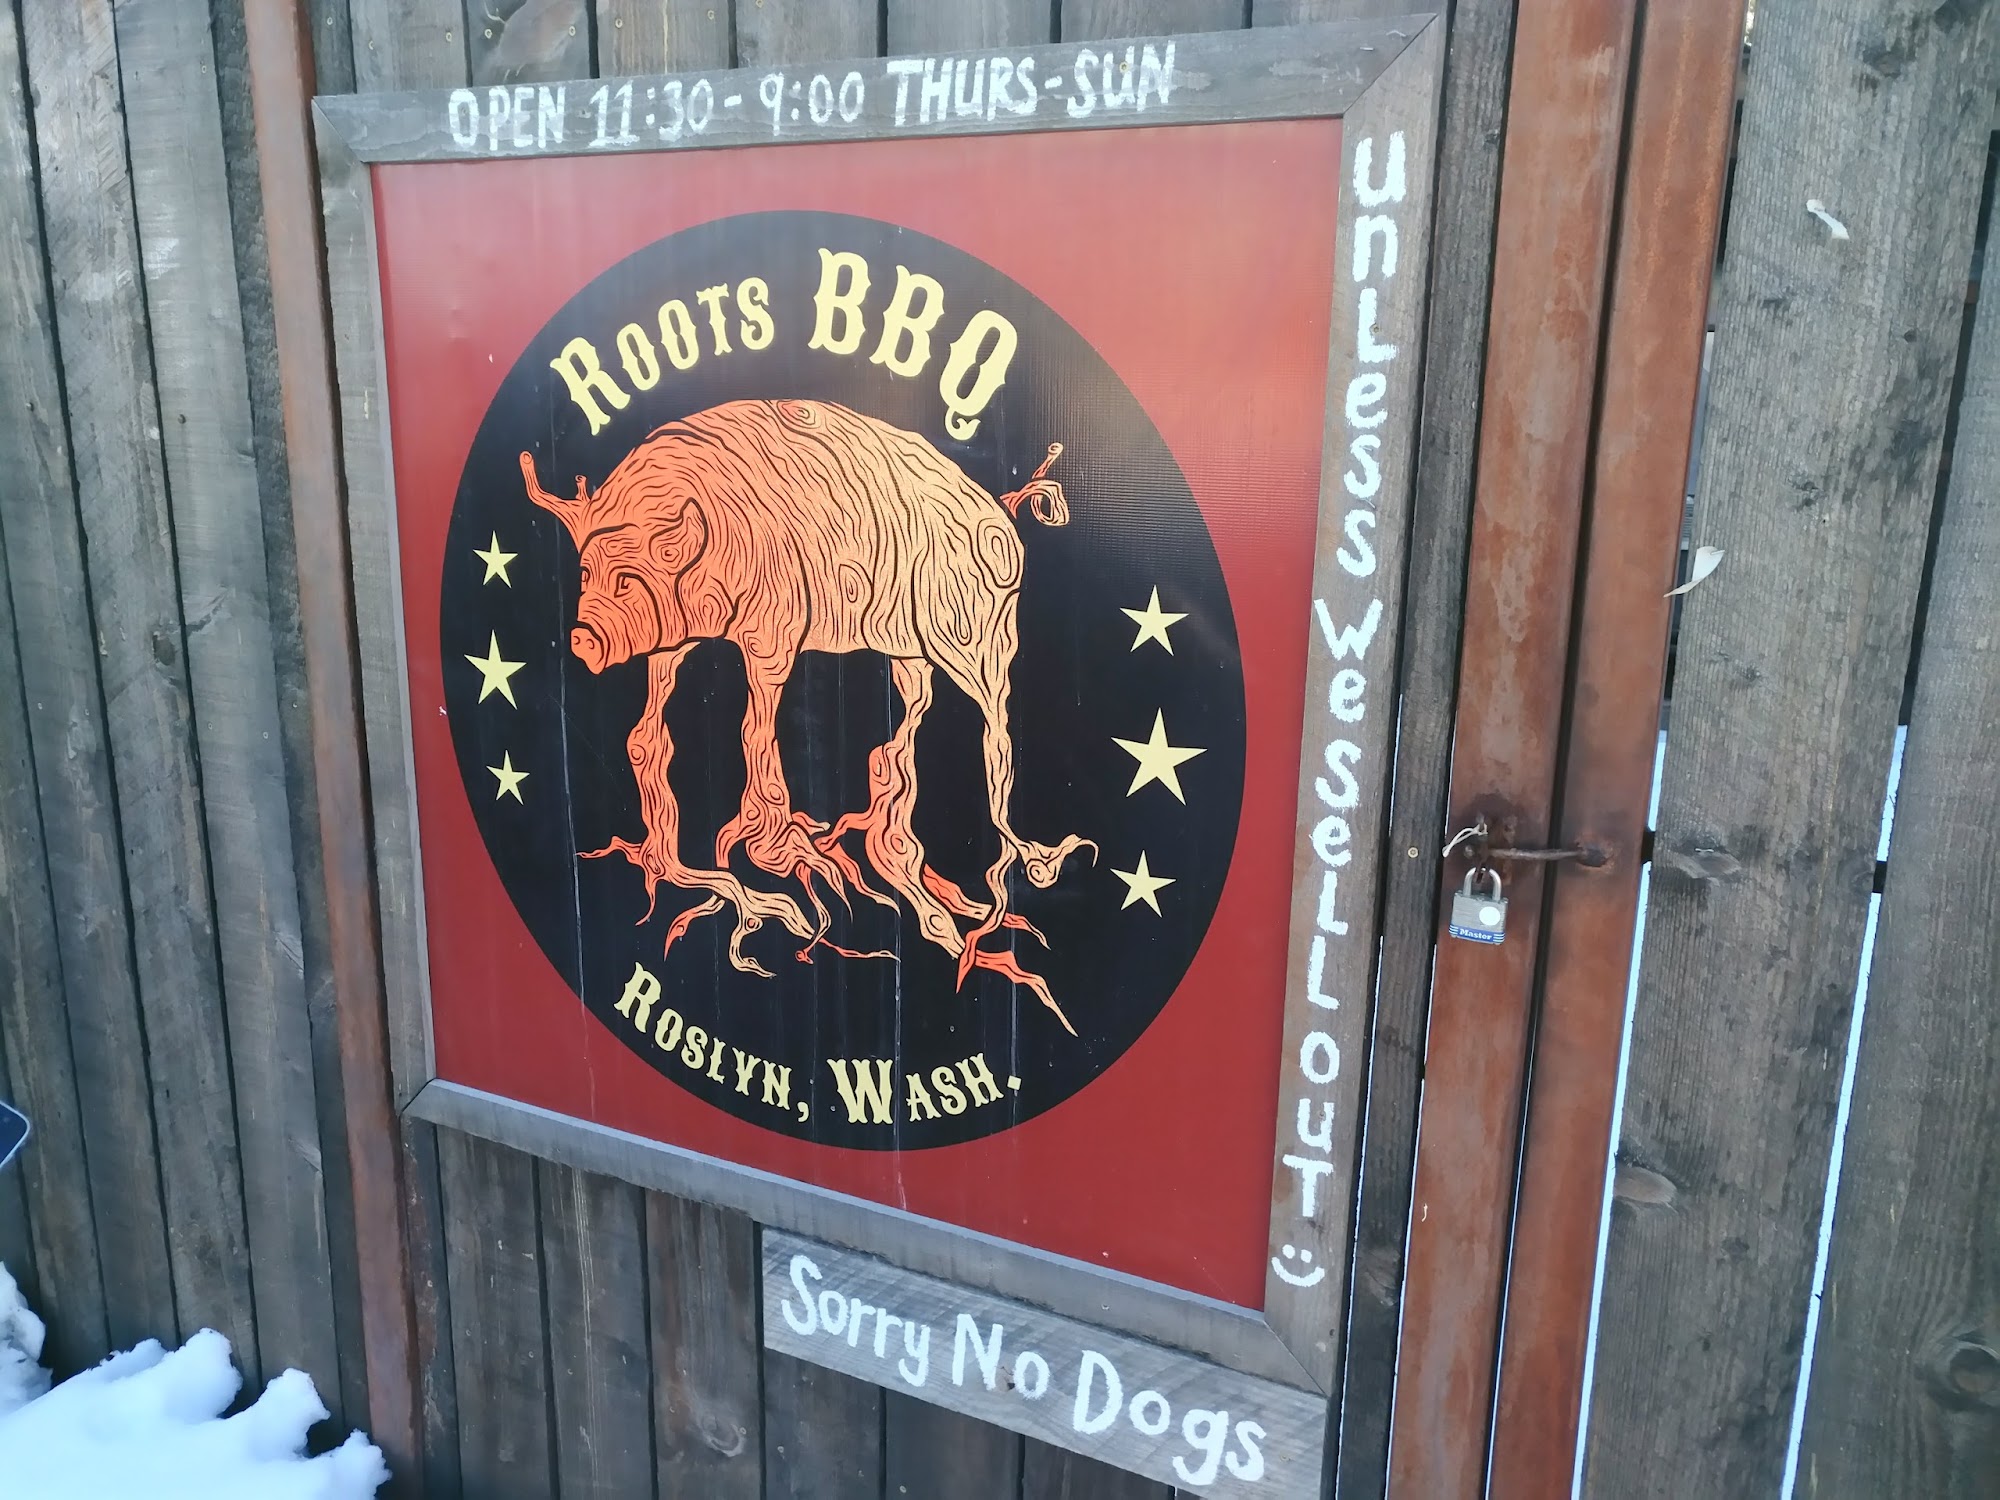 OPEN 11:30-9:00 THURS-SUN
unLess we seLL ouT :)
ROOTS BBQ
ROSLYN, WASH.
Sorry No Dogs
Master